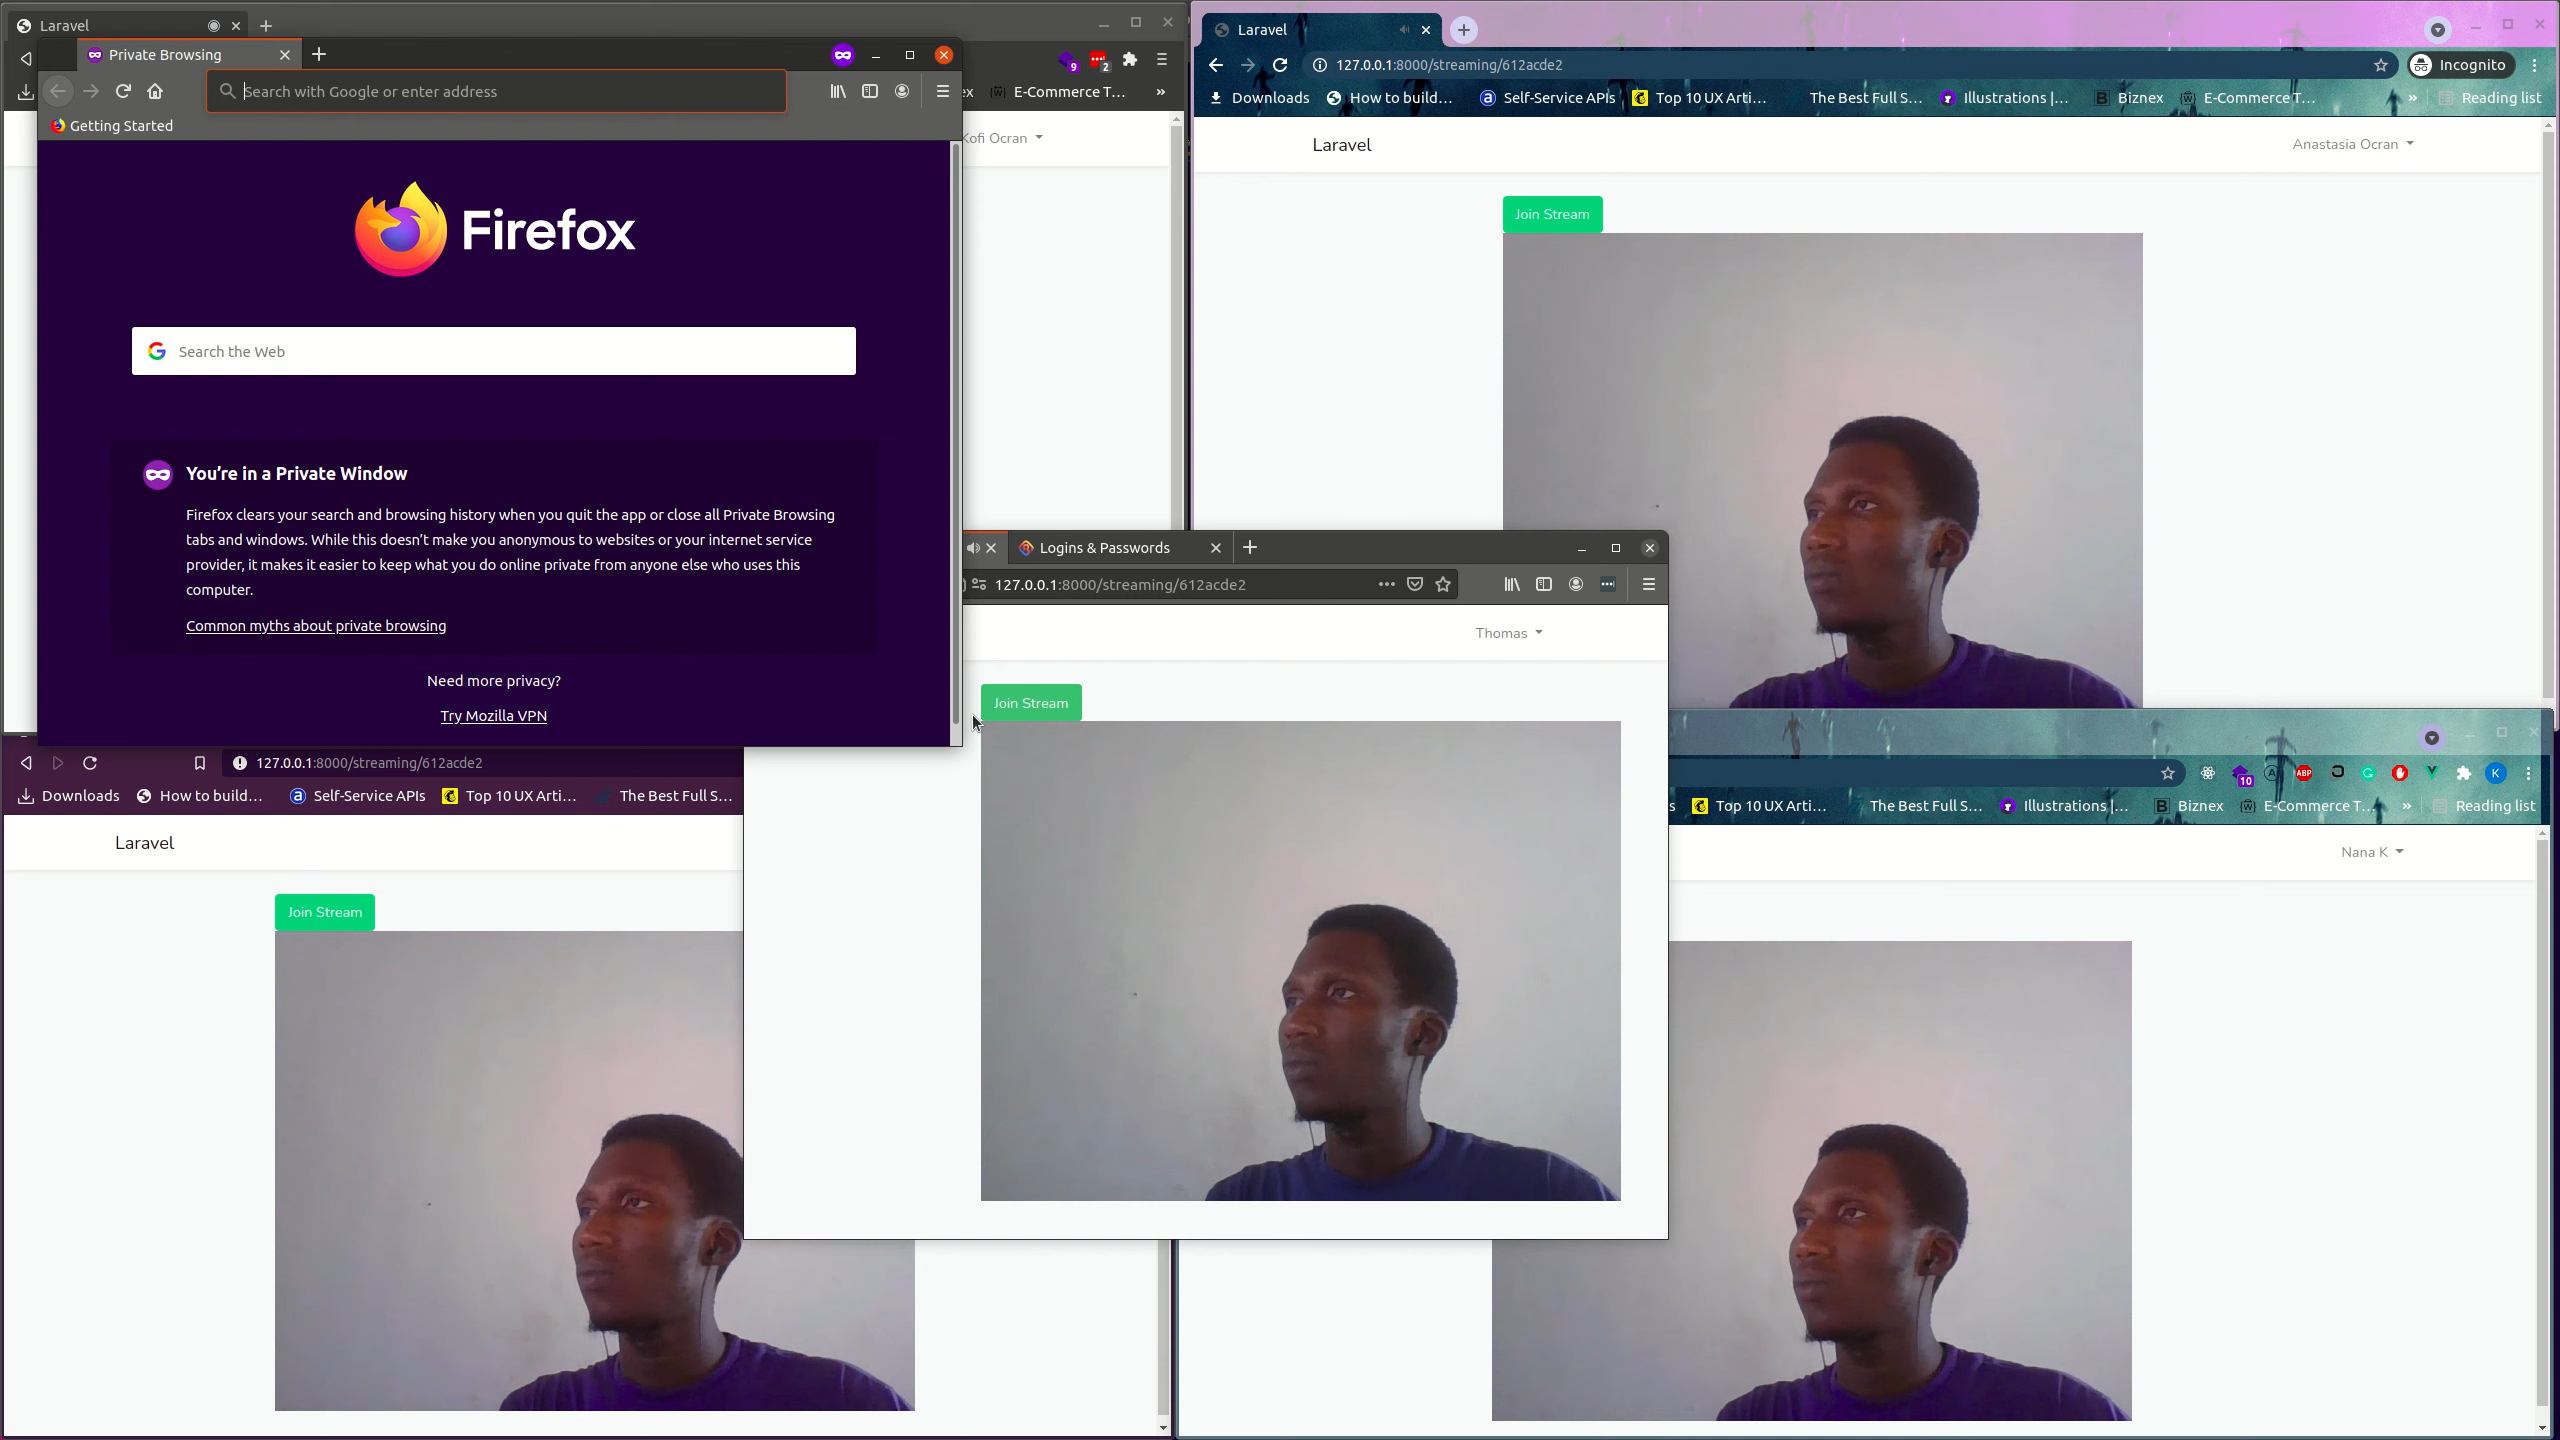 Laravel
Private Browsing
Search with Google or enter address
Getting Started
Firefox
Search the Web
You're in a Private Window
Firefox clears your search and browsing history when you quit the app or close all Private Browsing
tabs and windows. While this doesn't make you anonymous to websites or your internet service
provider, it makes it easier to keep what you do online private from anyone else who uses this
computer.
Common myths about private browsing
Need more privacy?
Try Mozilla VPN
9
2
ex
E-Commerce T...
»
Kofi Ocran
Laravel
127.0.0.1:8000/streaming/612acde2
Incognito
Downloads
How to build...
Self-Service APIs
Top 10 UX Arti...
The Best Full S...
Illustrations |...
Biznex
E-Commerce T...
»
Reading list
Laravel
Anastasia Ocran
Join Stream
Logins & Passwords
127.0.0.1:8000/streaming/612acde2
Thomas
Join Stream
127.0.0.1:8000/streaming/612acde2
Downloads
How to build...
Self-Service APIs
Top 10 UX Arti...
The Best Full S...
Laravel
Join Stream
10
ABP
K
s
Top 10 UX Arti...
The Best Full S...
Illustrations |...
Biznex
E-Commerce T...
»
Reading list
Nana K